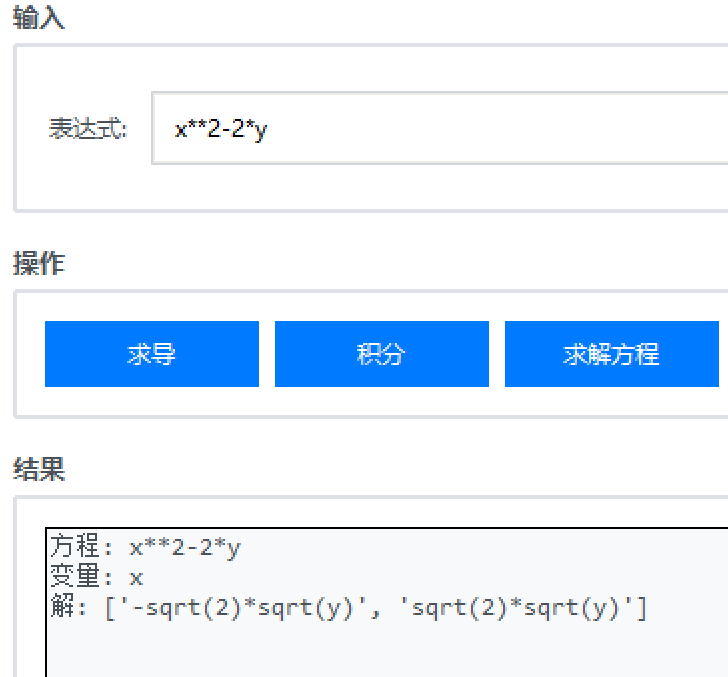 输入
表达式: x**2-2*y
操作
求导 积分 求解方程
结果
方程: x**2-2*y
变量: x
解: ['-sqrt(2)*sqrt(y)', 'sqrt(2)*sqrt(y)']